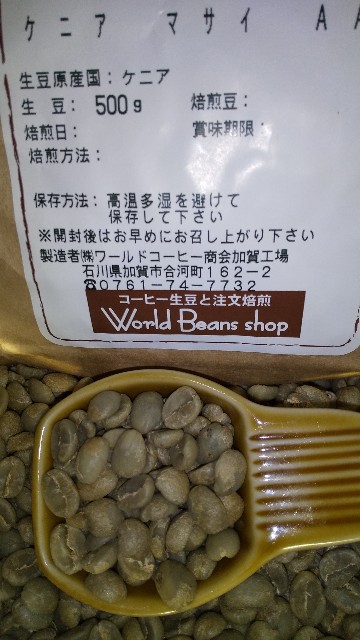 ケニア マサイ AA
生豆原産国：ケニア
生 豆： 500g 焙煎豆：
焙煎日： 賞味期限：
焙煎方法：
保存方法：高温多湿を避けて
保存して下さい
※開封後はお早めにお召し上がり下さい
製造者㈱ワールドコーヒー商会加賀工場
石川県加賀市合河町162-2
☎0761-74-7732
コーヒー生豆と注文焙煎
World Beans shop